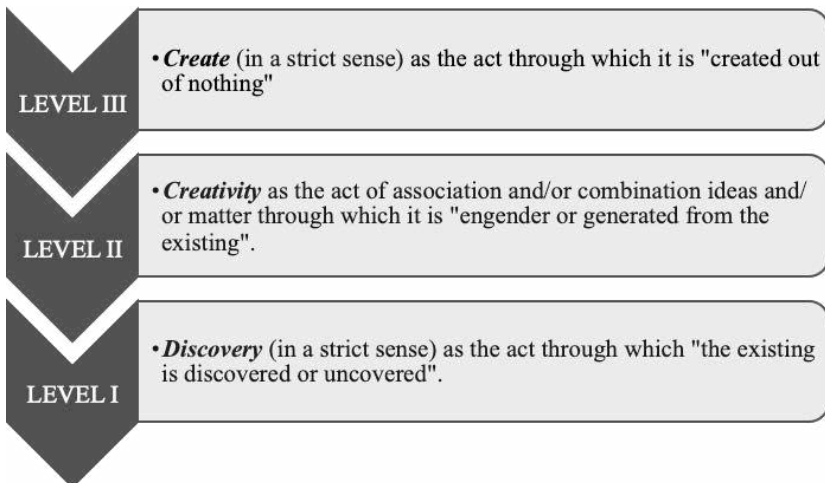 LEVEL III
• Create (in a strict sense) as the act through which it is "created out
of nothing"
LEVEL II
• Creativity as the act of association and/or combination ideas and/
or matter through which it is "engender or generated from the
existing".
LEVEL I
• Discovery (in a strict sense) as the act through which "the existing
is discovered or uncovered".